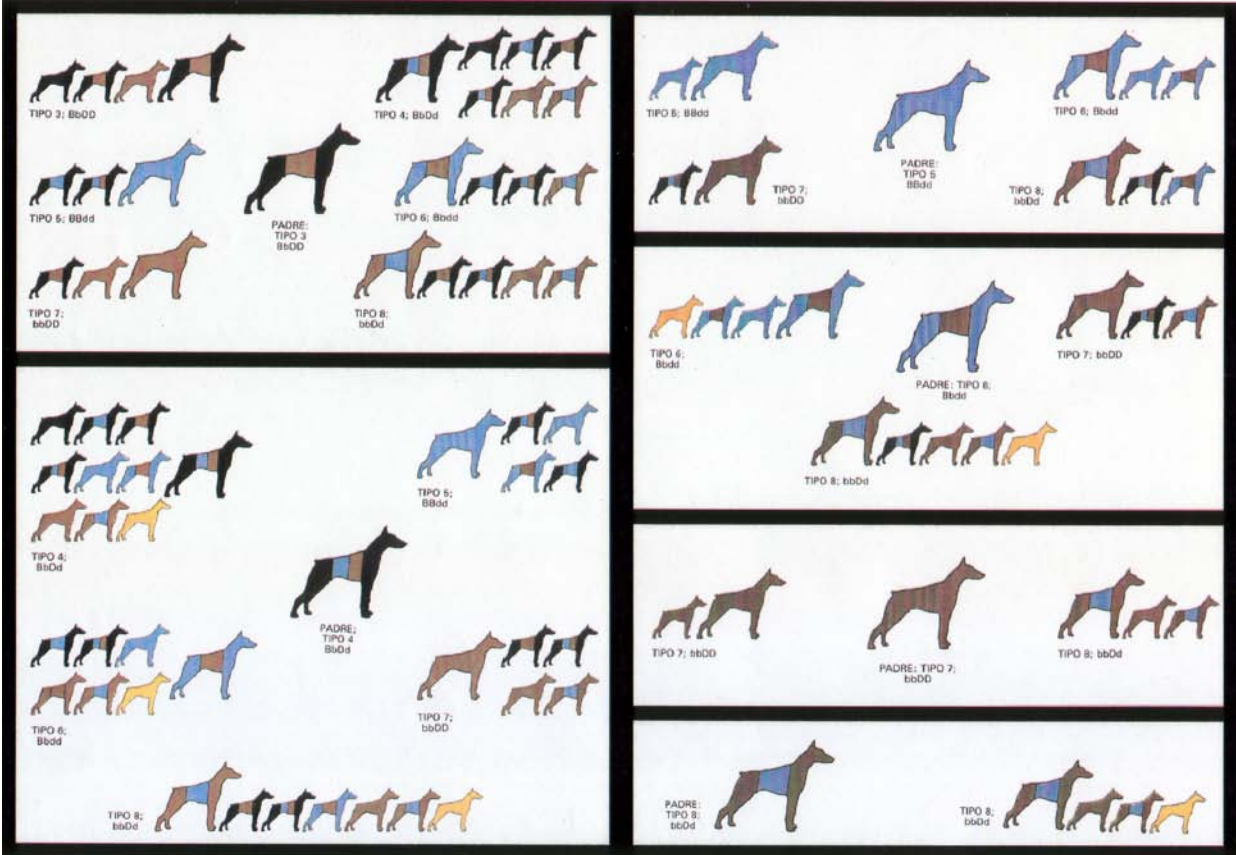 TIPO 3; BbDD
TIPO 4; BbDd
TIPO 5; BBdd
PADRE:
TIPO 3
BbDD
TIPO 6; Bbdd
TIPO 7;
bbDD
TIPO 8;
bbDd
TIPO 4;
BbDd
TIPO 5;
BBdd
PADRE;
TIPO 4
BbDd
TIPO 6;
Bbdd
TIPO 7;
bbDD
TIPO 8;
bbDd
TIPO 5; BBdd
PADRE:
TIPO 5
BBdd
TIPO 6; Bbdd
TIPO 7;
bbDD
TIPO 8;
bbDd
TIPO 6;
Bbdd
PADRE: TIPO 6;
Bbdd
TIPO 7; bbDD
TIPO 8; bbDd
TIPO 7; bbDD
PADRE: TIPO 7;
bbDD
TIPO 8; bbDd
PADRE:
TIPO 8;
bbDd
TIPO 8;
bbDd